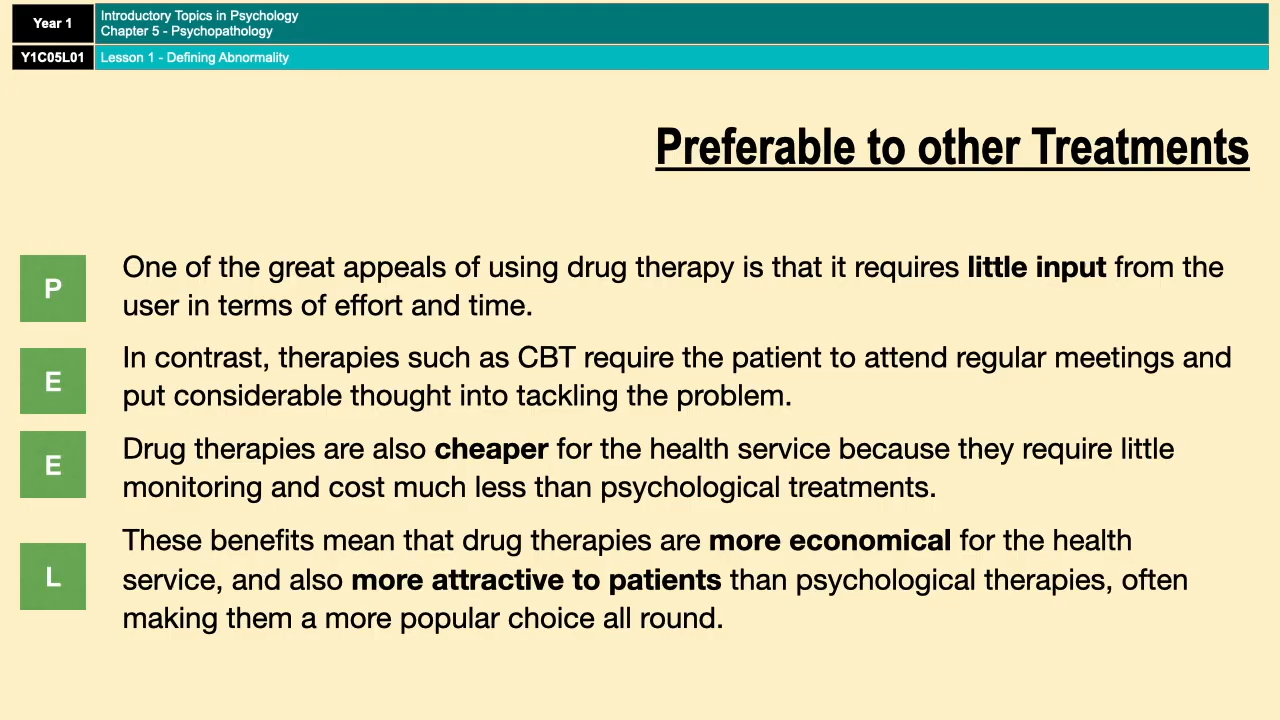 Year 1
Introductory Topics in Psychology
Chapter 5 - Psychopathology
Y1C05L01
Lesson 1 - Defining Abnormality
Preferable to other Treatments
P
One of the great appeals of using drug therapy is that it requires little input from the
user in terms of effort and time.
E
In contrast, therapies such as CBT require the patient to attend regular meetings and
put considerable thought into tackling the problem.
E
Drug therapies are also cheaper for the health service because they require little
monitoring and cost much less than psychological treatments.
L
These benefits mean that drug therapies are more economical for the health
service, and also more attractive to patients than psychological therapies, often
making them a more popular choice all round.